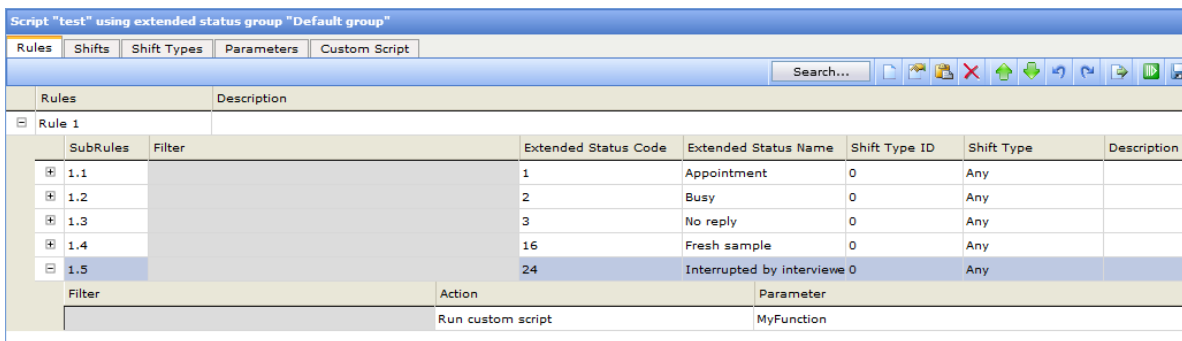 Script "test" using extended status group "Default group"
Rules Shifts Shift Types Parameters Custom Script
Search...
Rules Description
Rule 1
SubRules Filter Extended Status Code Extended Status Name Shift Type ID Shift Type Description
1.1 1 Appointment 0 Any
1.2 2 Busy 0 Any
1.3 3 No reply 0 Any
1.4 16 Fresh sample 0 Any
1.5 24 Interrupted by interviewe 0 Any
Filter Action Parameter
Run custom script MyFunction